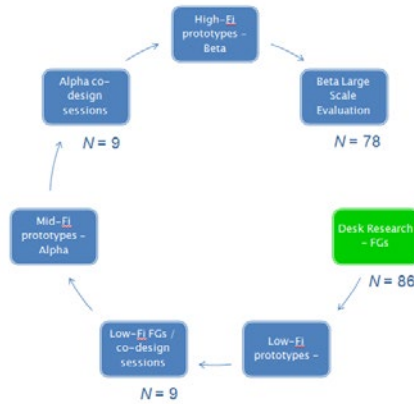 High-Fi
prototypes -
Beta
Alpha co-
design
sessions
N = 9
Beta Large
Scale
Evaluation
N = 78
Mid-Fi
prototypes -
Alpha
Desk Research
- FGs
N = 86
Low-Fi FGs /
co-design
sessions
N = 9
Low-Fi
prototypes -